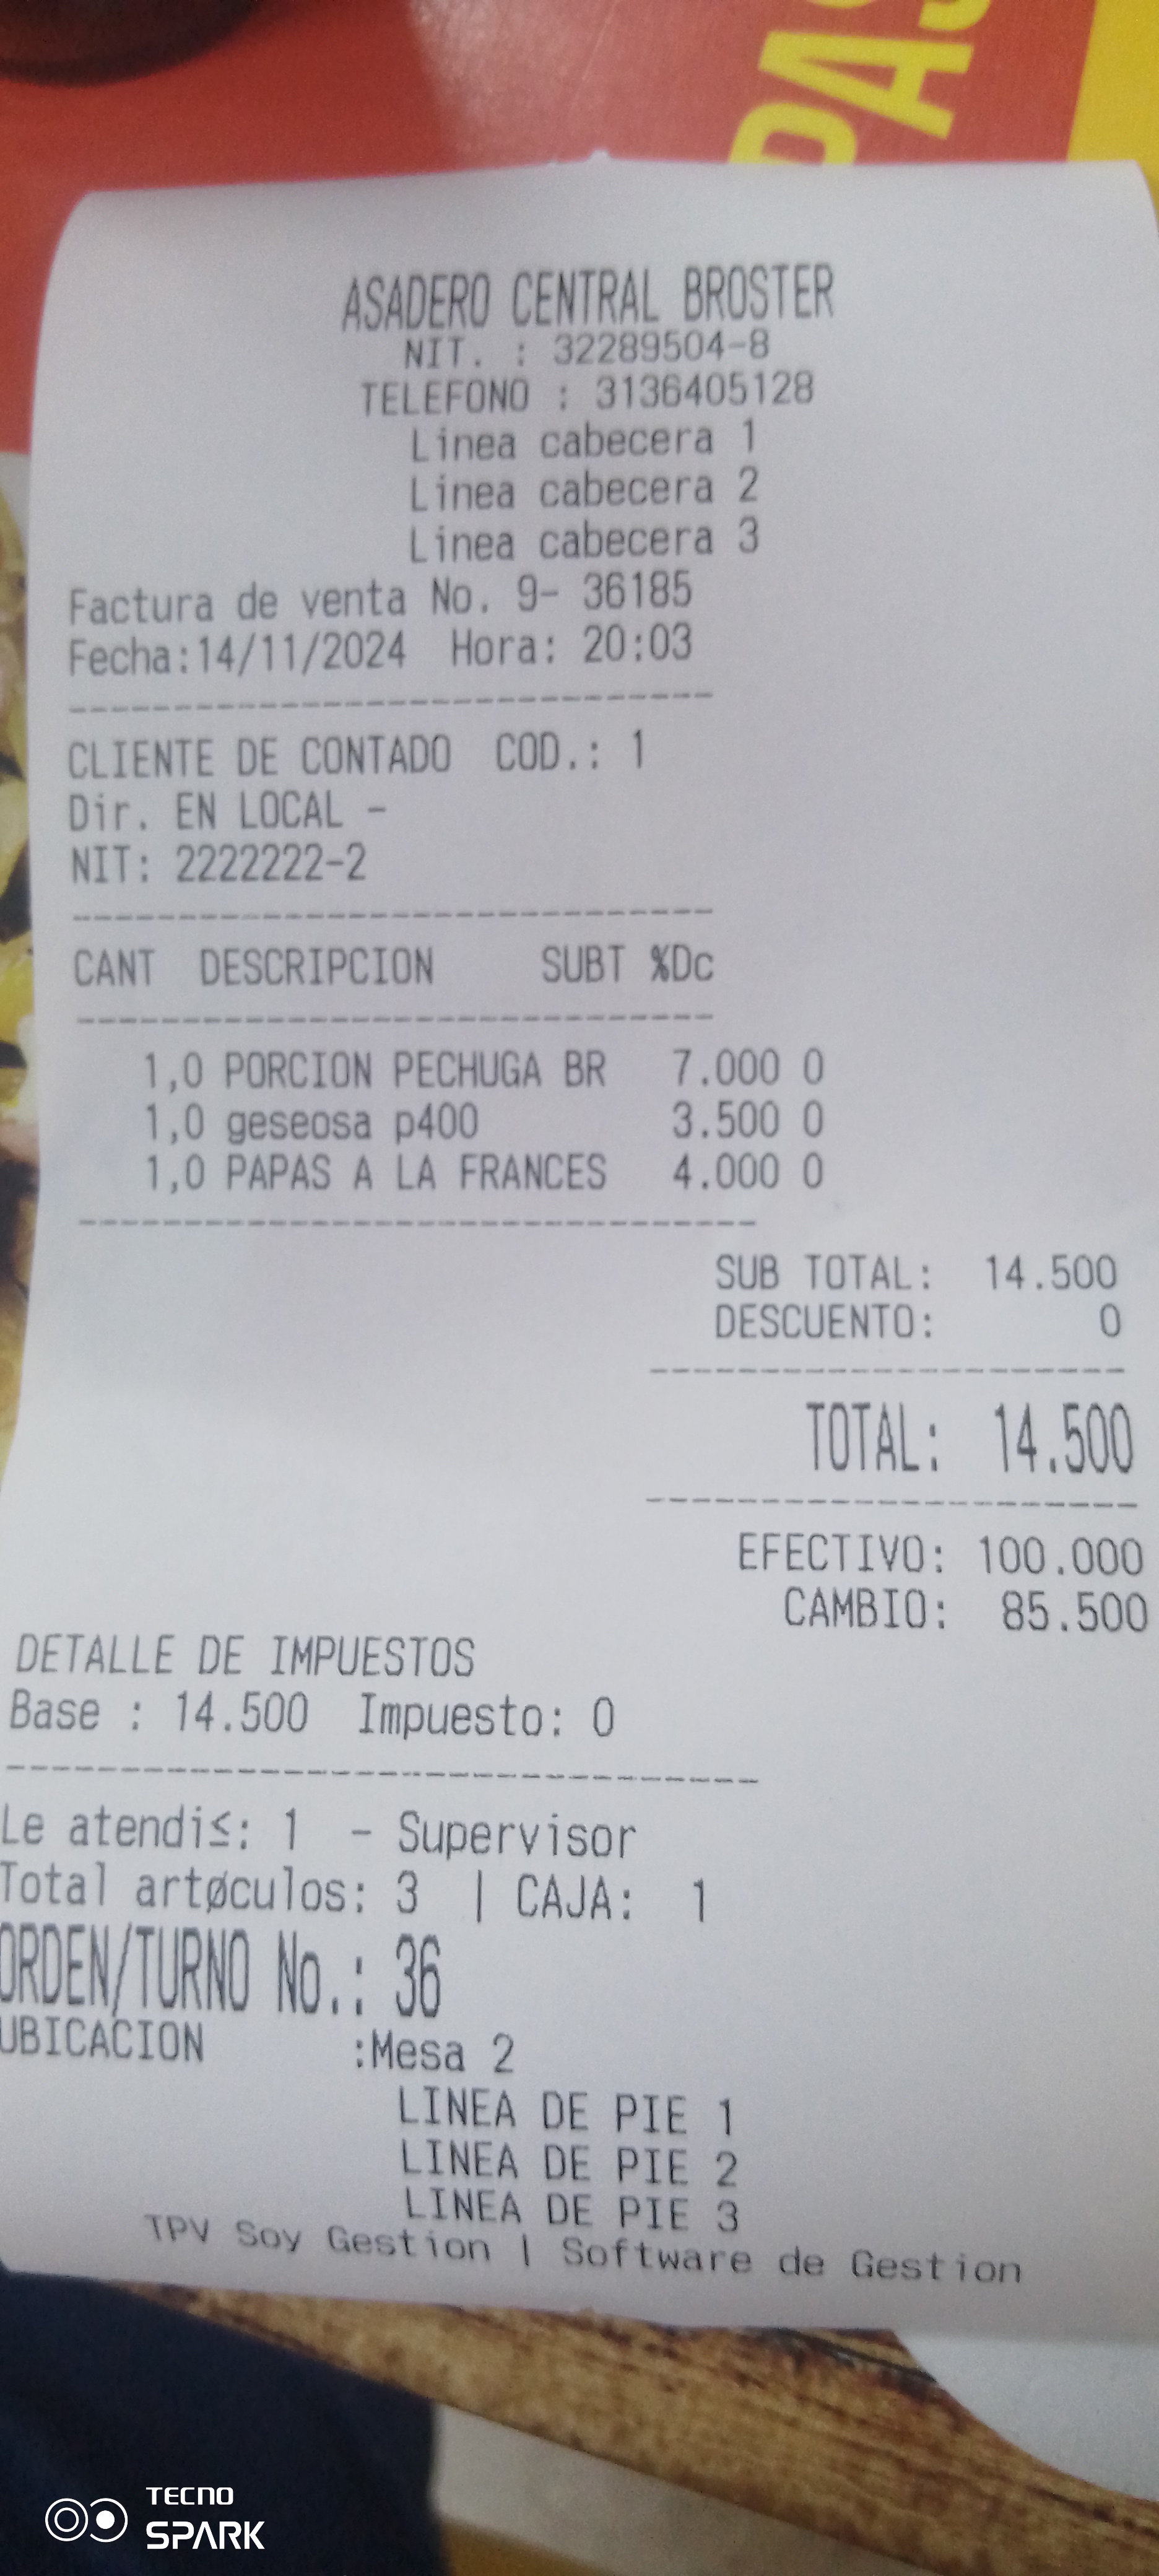 PAS
ASADERO CENTRAL BROSTER
NIT. : 32289504-8
TELEFONO : 3136405128
Linea cabecera 1
Linea cabecera 2
Linea cabecera 3
Factura de venta No. 9- 36185
Fecha:14/11/2024 Hora: 20:03
--------------------------------
CLIENTE DE CONTADO COD.: 1
Dir. EN LOCAL -
NIT: 2222222-2
--------------------------------
CANT DESCRIPCION SUBT %Dc
--------------------------------
1,0 PORCION PECHUGA BR 7.000 0
1,0 geseosa p400 3.500 0
1,0 PAPAS A LA FRANCES 4.000 0
--------------------------------
SUB TOTAL: 14.500
DESCUENTO: 0
----------------------
TOTAL: 14.500
----------------------
EFECTIVO: 100.000
CAMBIO: 85.500
DETALLE DE IMPUESTOS
Base : 14.500 Impuesto: 0
--------------------------------
Le atendi≤: 1 - Supervisor
Total artøculos: 3 | CAJA: 1
ORDEN/TURNO No.: 36
UBICACION :Mesa 2
LINEA DE PIE 1
LINEA DE PIE 2
LINEA DE PIE 3
TPV Soy Gestion | Software de Gestion
TECNO
SPARK